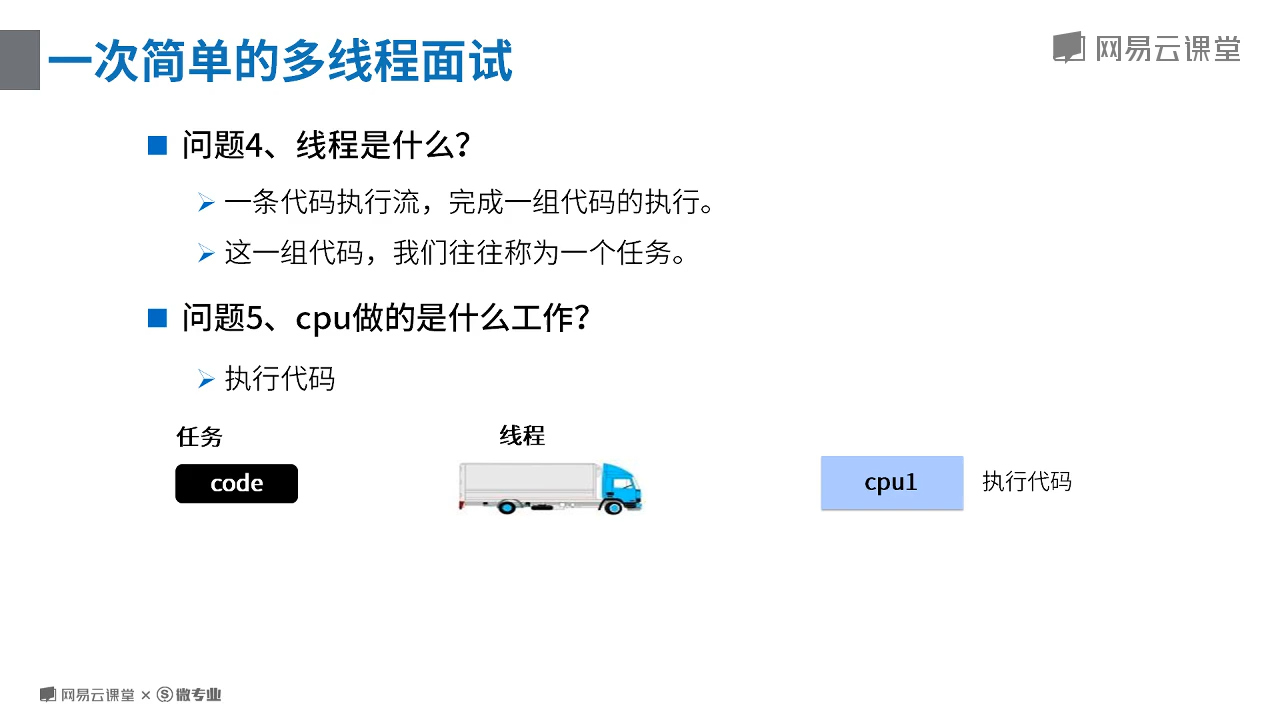 一次简单的多线程面试
网易云课堂
问题4、线程是什么？
一条代码执行流，完成一组代码的执行。
这一组代码，我们往往称为一个任务。
问题5、cpu做的是什么工作？
执行代码
任务
线程
code
cpu1
执行代码
网易云课堂 × Ⓢ微专业